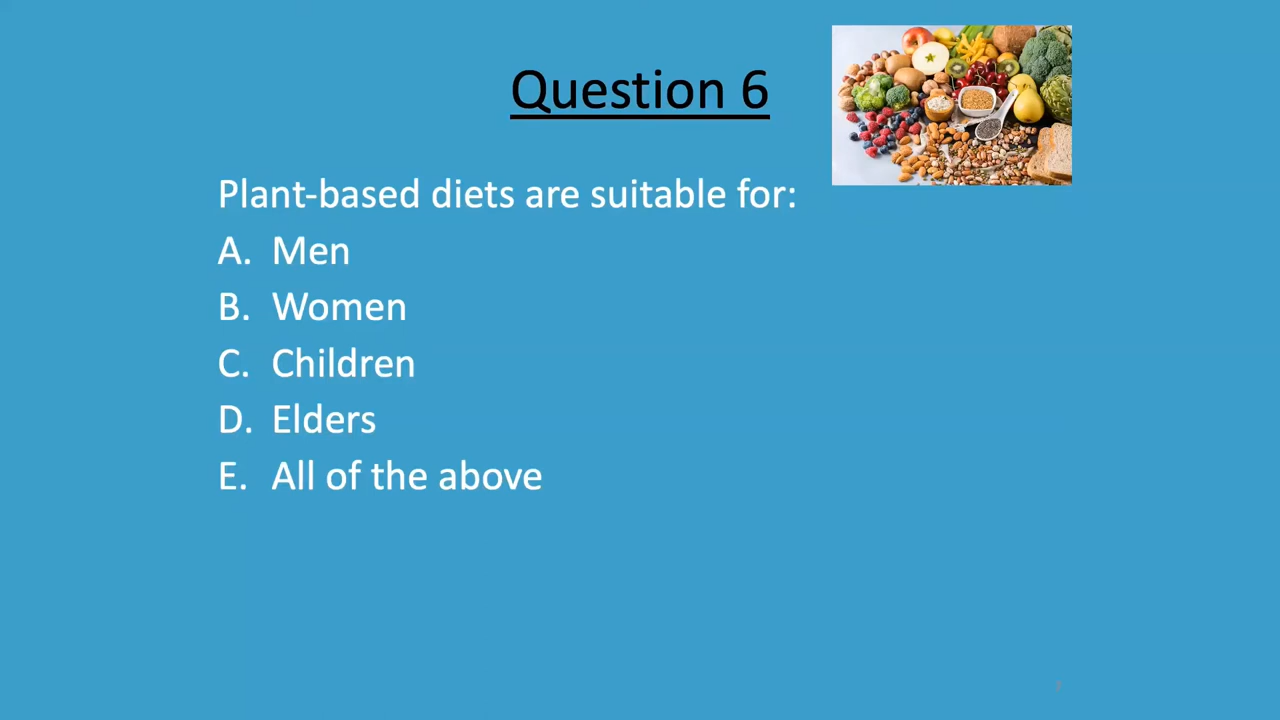 Question 6
Plant-based diets are suitable for:
A. Men
B. Women
C. Children
D. Elders
E. All of the above